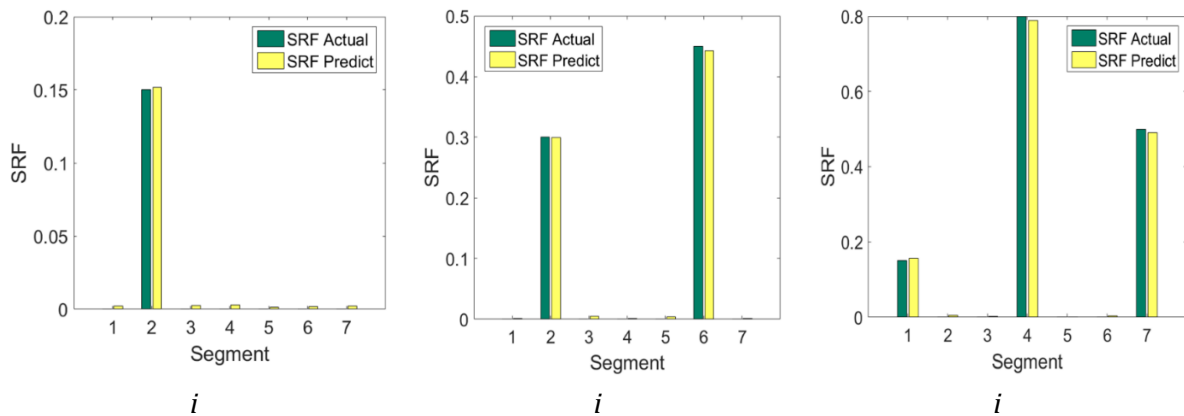 0.2
0.15
0.1
0.05
0
SRF
SRF Actual
SRF Predict
1 2 3 4 5 6 7
Segment
i
0.5
0.4
0.3
0.2
0.1
0
SRF
SRF Actual
SRF Predict
1 2 3 4 5 6 7
Segment
i
0.8
0.6
0.4
0.2
0
SRF
SRF Actual
SRF Predict
1 2 3 4 5 6 7
Segment
i